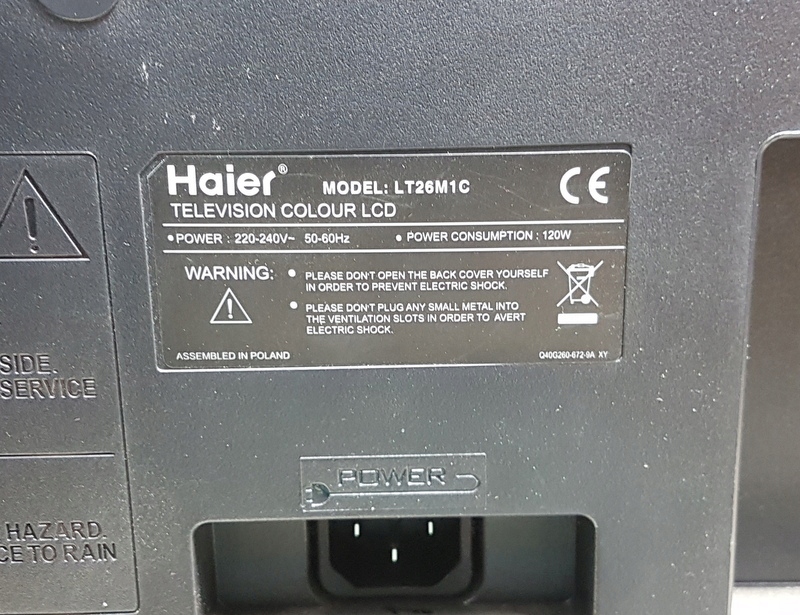 Haier®
MODEL: LT26M1C
TELEVISION COLOUR LCD
CE
•POWER : 220-240V~ 50-60Hz • POWER CONSUMPTION : 120W
WARNING:
• PLEASE DON'T OPEN THE BACK COVER YOURSELF
IN ORDER TO PREVENT ELECTRIC SHOCK.
• PLEASE DON'T PLUG ANY SMALL METAL INTO
THE VENTILATION SLOTS IN ORDER TO AVERT
ELECTRIC SHOCK.
ASSEMBLED IN POLAND
Q40G260-672-9A XY
SIDE.
SERVICE
HAZARD.
CE TO RAIN
POWER